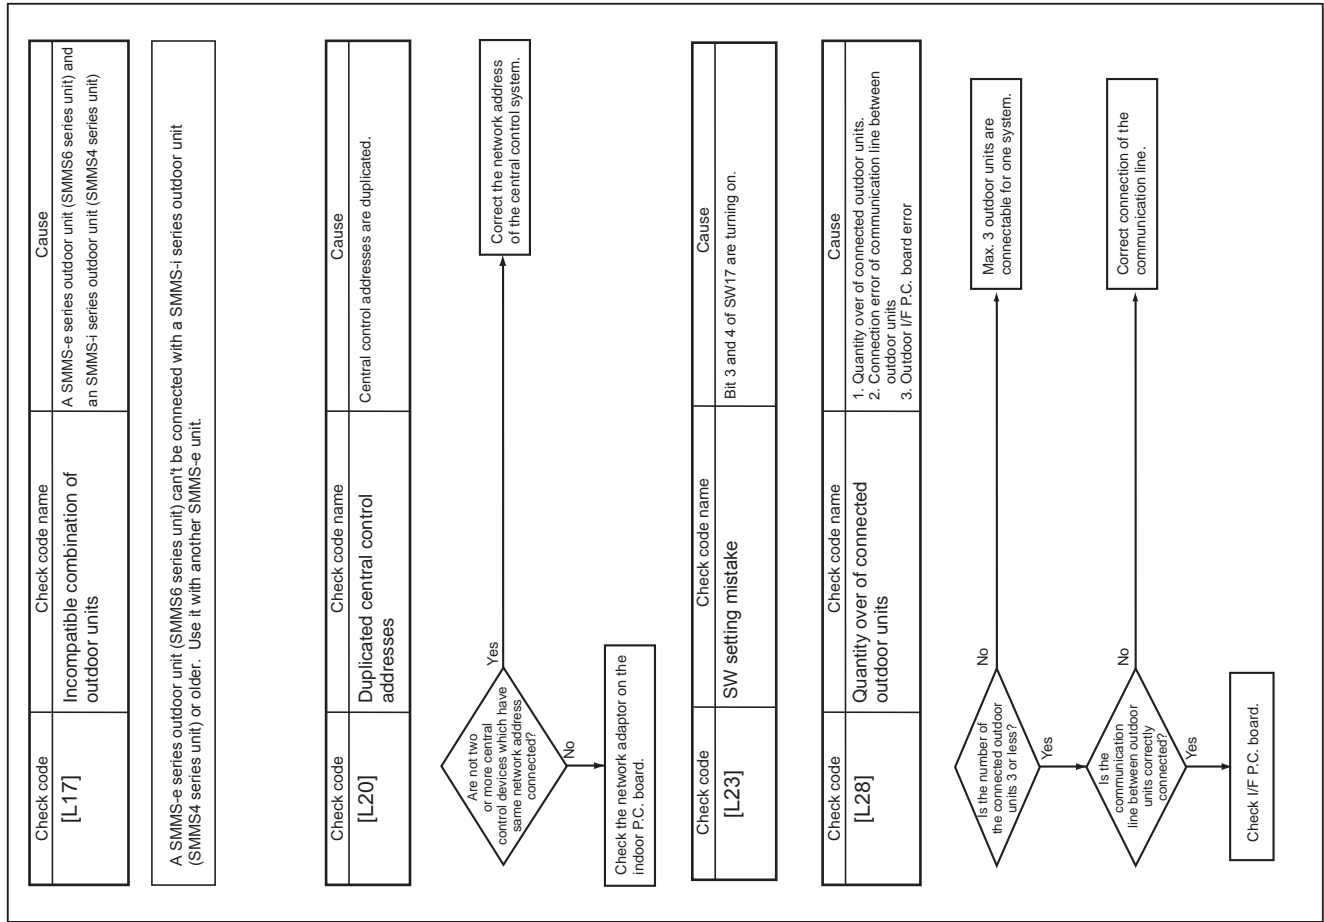 Check code
Check code name
Cause
[L17]
Incompatible combination of
outdoor units
A SMMS-e series outdoor unit (SMMS6 series unit) and
an SMMS-i series outdoor unit (SMMS4 series unit)
A SMMS-e series outdoor unit (SMMS6 series unit) can't be connected with a SMMS-i series outdoor unit
(SMMS4 series unit) or older. Use it with another SMMS-e unit.
Check code
Check code name
Cause
[L20]
Duplicated central control
addresses
Central control addresses are duplicated.
Are not two
or more central
control devices which have
same network address
connected?
Yes
Correct the network address
of the central control system.
No
Check the network adaptor on the
indoor P.C. board.
Check code
Check code name
Cause
[L23]
SW setting mistake
Bit 3 and 4 of SW17 are turning on.
Check code
Check code name
Cause
[L28]
Quantity over of connected
outdoor units
1. Quantity over of connected outdoor units.
2. Connection error of communication line between
outdoor units
3. Outdoor I/F P.C. board error
Is the number of
the connected outdoor
units 3 or less?
No
Max. 3 outdoor units are
connectable for one system.
Yes
Is the
communication
line between outdoor
units correctly
connected?
No
Correct connection of the
communication line.
Yes
Check I/F P.C. board.